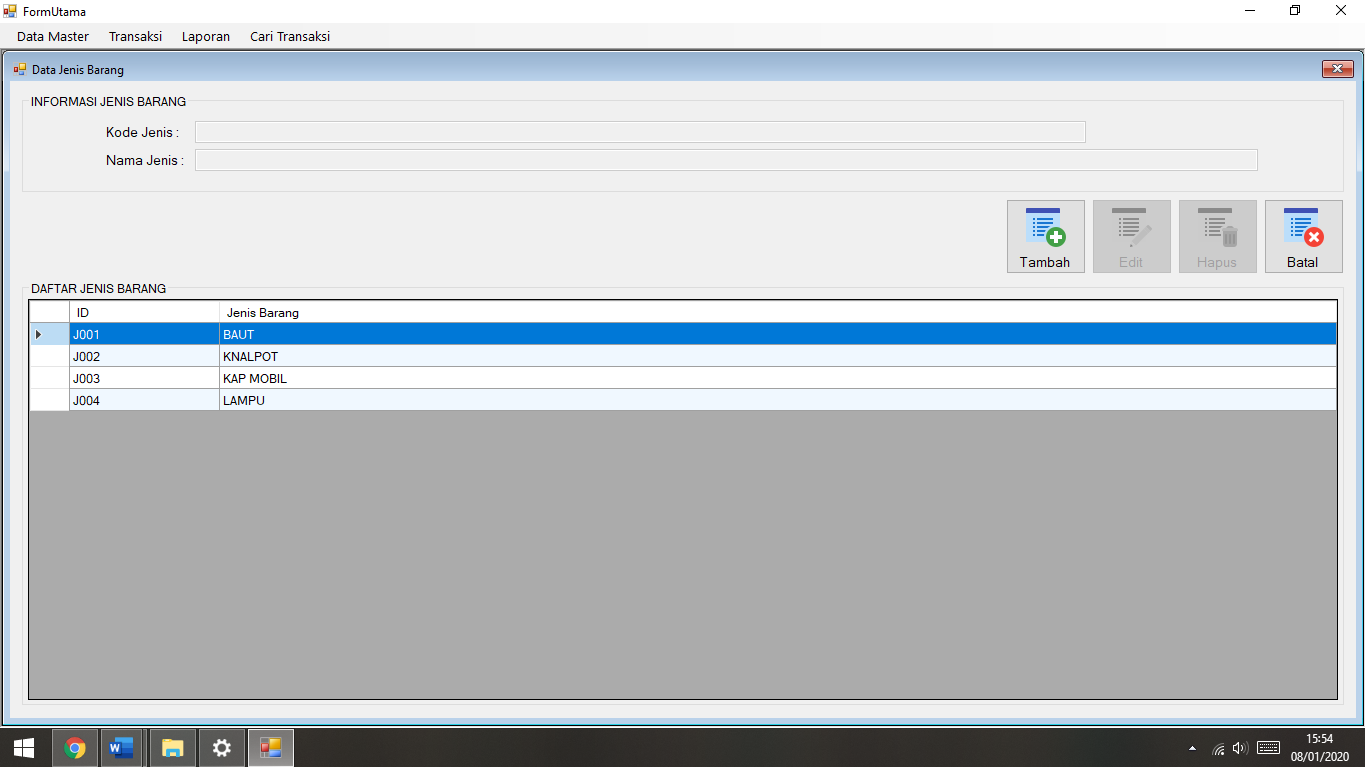 FormUtama
Data Master Transaksi Laporan Cari Transaksi
Data Jenis Barang
INFORMASI JENIS BARANG
Kode Jenis :
Nama Jenis :
Tambah Edit Hapus Batal
DAFTAR JENIS BARANG
ID Jenis Barang
J001 BAUT
J002 KNALPOT
J003 KAP MOBIL
J004 LAMPU
15:54
08/01/2020